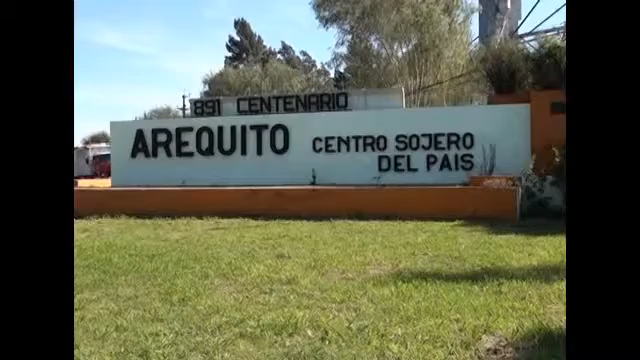 891 CENTENARIO
AREQUITO
CENTRO SOJERO
DEL PAIS